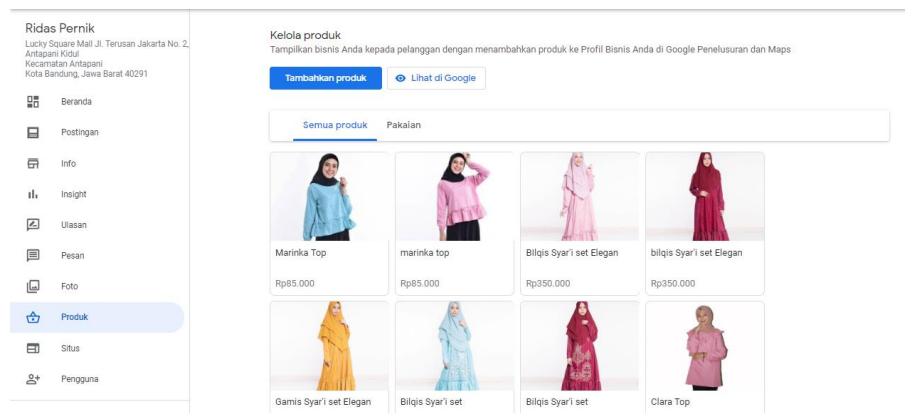 Ridas Pernik
Lucky Square Mall Jl. Terusan Jakarta No. 2,
Antapani Kidul
Kecamatan Antapani
Kota Bandung, Jawa Barat 40291
Beranda
Postingan
Info
Insight
Ulasan
Pesan
Foto
Produk
Situs
Pengguna
Kelola produk
Tampilkan bisnis Anda kepada pelanggan dengan menambahkan produk ke Profil Bisnis Anda di Google Penelusuran dan Maps
Tambahkan produk
Lihat di Google
Semua produk Pakaian
Marinka Top
Rp85.000
marinka top
Rp85.000
BIlqis Syar'i set Elegan
Rp350.000
bilqis Syar'i set Elegan
Rp350.000
Gamis Syar'i set Elegan
Bilqis Syar'i set
Bilqis Syar'i set
Clara Top